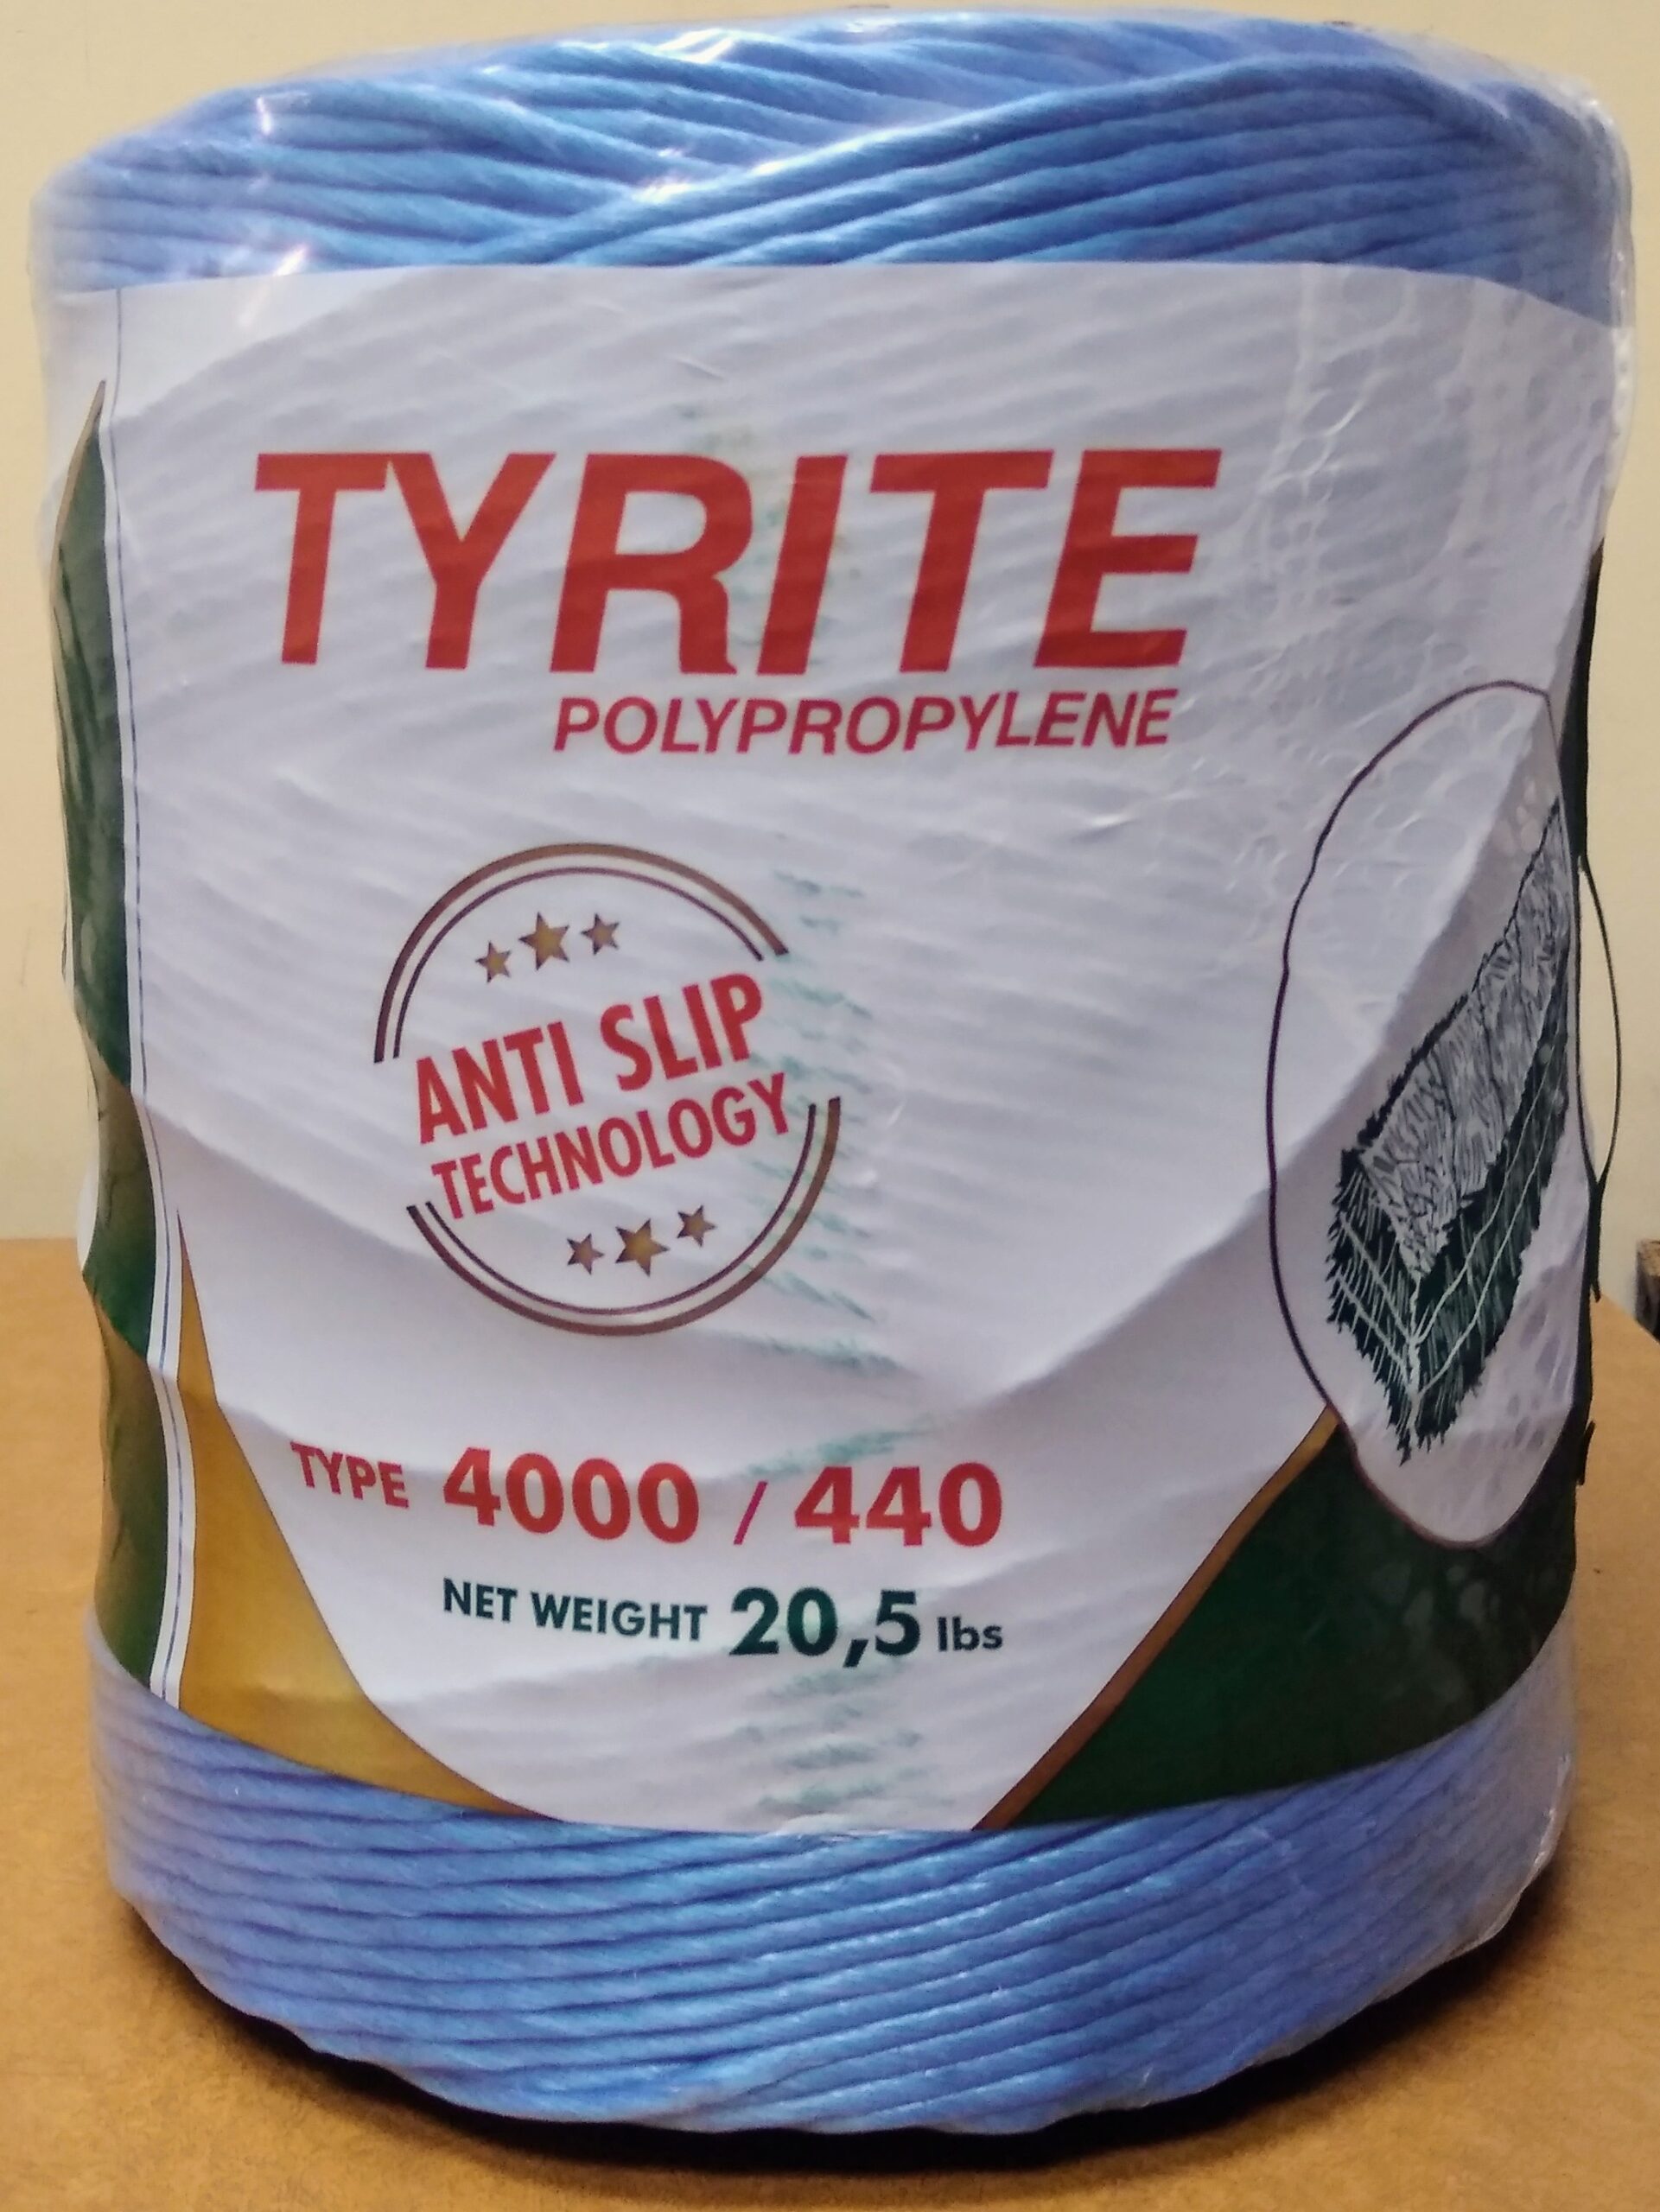 TYRITE
POLYPROPYLENE
ANTI SLIP
TECHNOLOGY
TYPE 4000 / 440
NET WEIGHT 20,5 lbs